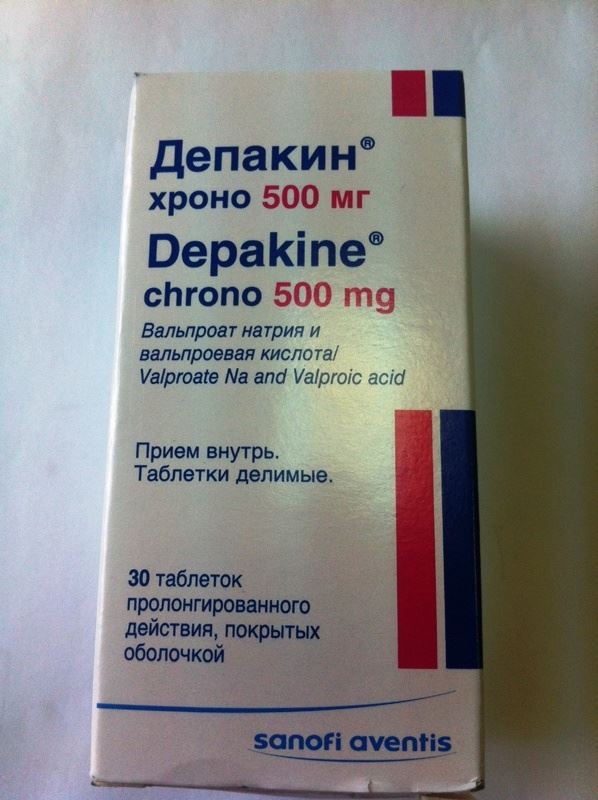 Депакин®
хроно 500 мг
Depakine®
chrono 500 mg
Вальпроат натрия и
вальпроевая кислота/
Valproate Na and Valproic acid
Прием внутрь.
Таблетки делимые.
30 таблеток
пролонгированного
действия, покрытых
оболочкой
sanofi aventis